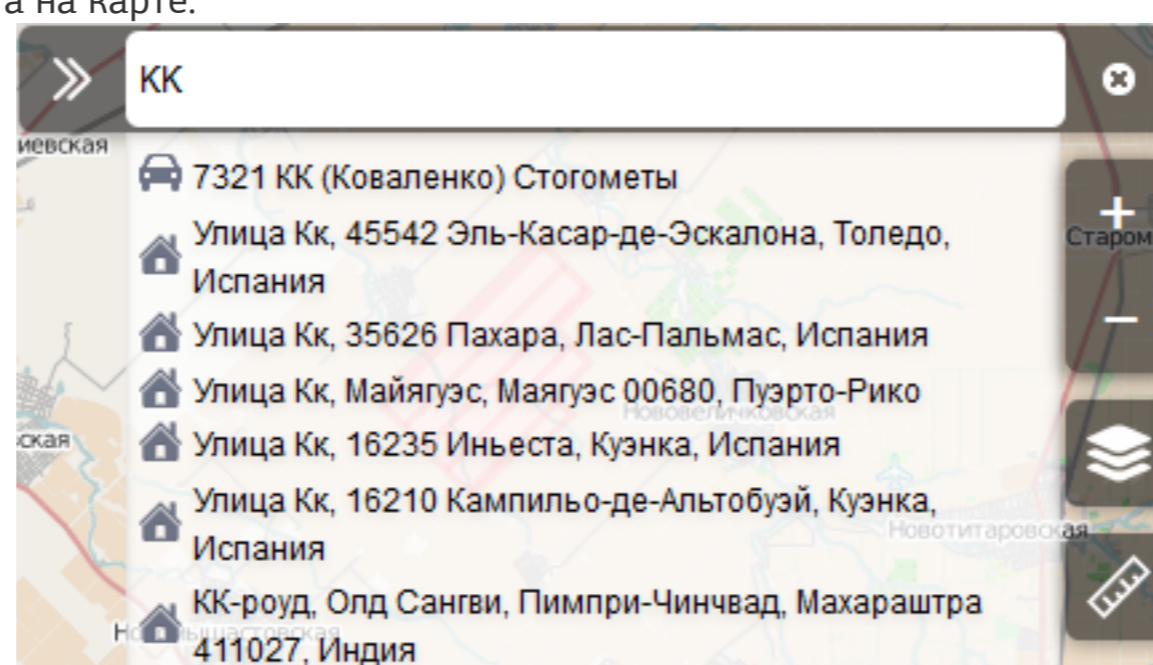 а на карте.
КК
иевская
7321 КК (Коваленко) Стогометы
Улица Кк, 45542 Эль-Касар-де-Эскалона, Толедо,
Испания
Старом
Улица Кк, 35626 Пахара, Лас-Пальмас, Испания
Улица Кк, Майягуэс, Маягуэс 00680, Пуэрто-Рико
Нововеличковская
ская
Улица Кк, 16235 Иньеста, Куэнка, Испания
Улица Кк, 16210 Кампильо-де-Альтобуэй, Куэнка,
Испания
Новотитаровская
КК-роуд, Олд Сангви, Пимпри-Чинчвад, Махараштра
411027, Индия